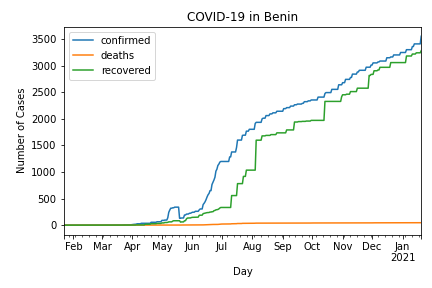 COVID-19 in Benin
confirmed
deaths
recovered
Number of Cases
3500
3000
2500
2000
1500
1000
500
0
Feb Mar Apr May Jun Jul Aug Sep Oct Nov Dec Jan
2021
Day